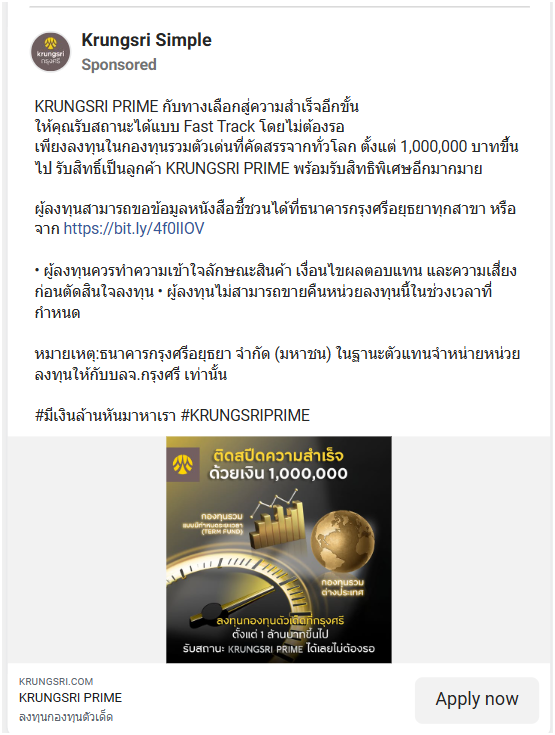 Krungsri Simple
krungsri
กรุงศรี
Sponsored
KRUNGSRI PRIME กับทางเลือกสู่ความสำเร็จอีกขั้น
ให้คุณรับสถานะได้แบบ Fast Track โดยไม่ต้องรอ
เพียงลงทุนในกองทุนรวมตัวเด่นที่คัดสรรจากทั่วโลก ตั้งแต่ 1,000,000 บาทขึ้น
ไป รับสิทธิ์เป็นลูกค้า KRUNGSRI PRIME พร้อมรับสิทธิพิเศษอีกมากมาย
ผู้ลงทุนสามารถขอข้อมูลหนังสือชี้ชวนได้ที่ธนาคารกรุงศรีอยุธยาทุกสาขา หรือ
จาก https://bit.ly/4f0lIOV
• ผู้ลงทุนควรทำความเข้าใจลักษณะสินค้า เงื่อนไขผลตอบแทน และความเสี่ยง
ก่อนตัดสินใจลงทุน • ผู้ลงทุนไม่สามารถขายคืนหน่วยลงทุนนี้ในช่วงเวลาที่
กำหนด
หมายเหตุ:ธนาคารกรุงศรีอยุธยา จำกัด (มหาชน) ในฐานะตัวแทนจำหน่ายหน่วย
ลงทุนให้กับบลจ.กรุงศรี เท่านั้น
#มีเงินล้านหันมาหาเรา #KRUNGSRIPRIME
ติดสปีดความสำเร็จ
ด้วยเงิน 1,000,000
กองทุนรวม
แบบมีกำหนดระยะเวลา
(TERM FUND)
กองทุนรวม
ต่างประเทศ
ลงทุนกองทุนตัวเด็ดที่กรุงศรี
ตั้งแต่ 1 ล้านบาทขึ้นไป
รับสถานะ KRUNGSRI PRIME ได้เลยไม่ต้องรอ
KRUNGSRI.COM
KRUNGSRI PRIME
ลงทุนกองทุนตัวเด็ด
Apply now